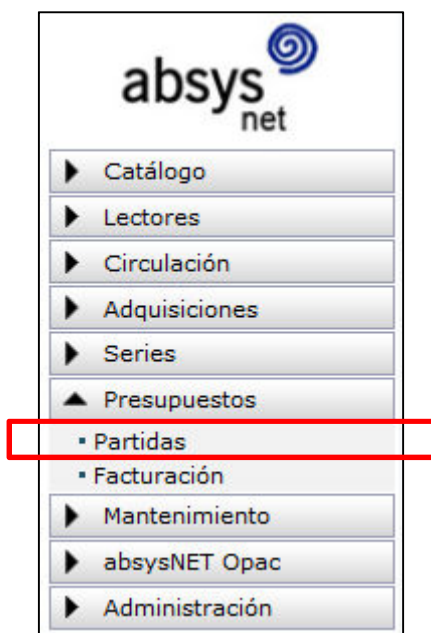 absys
net
Catálogo
Lectores
Circulación
Adquisiciones
Series
Presupuestos
Partidas
Facturación
Mantenimiento
absysNET Opac
Administración